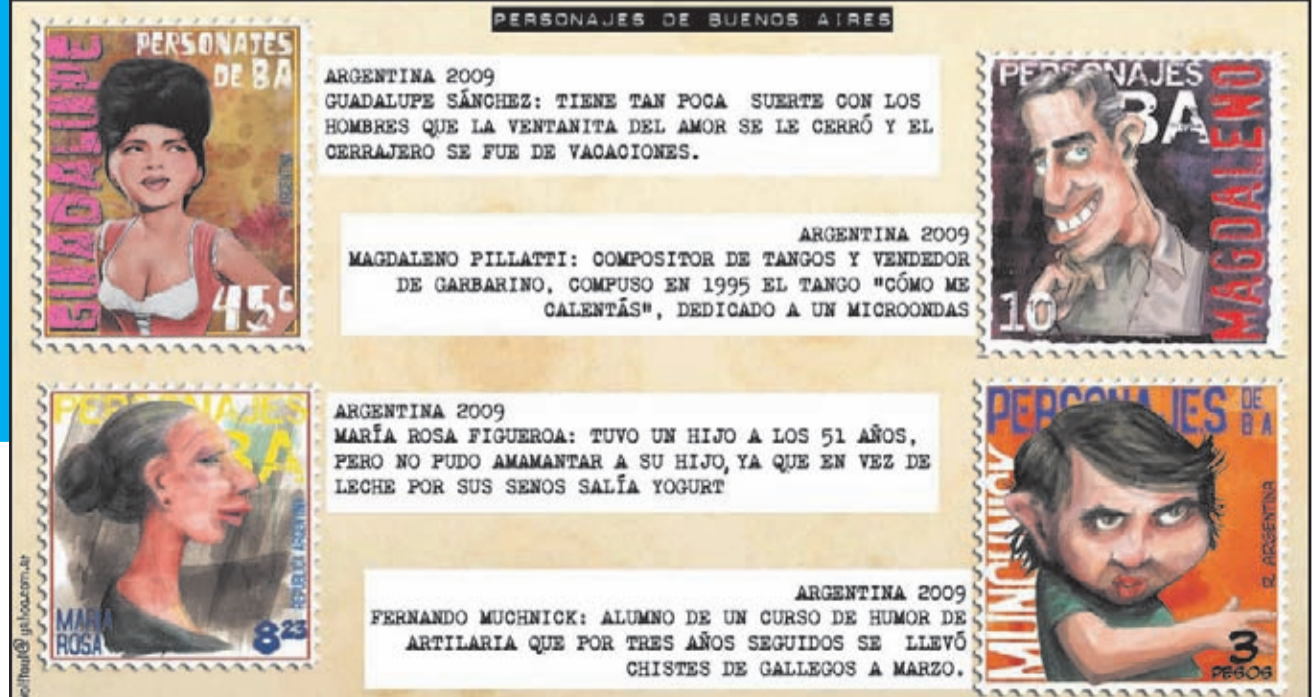 PERSONAJES DE BUENOS AIRES
PERSONAJES
DE BA
GUADALUPE
ARGENTINA
45c
ARGENTINA 2009
GUADALUPE SÁNCHEZ: TIENE TAN POCA SUERTE CON LOS
HOMBRES QUE LA VENTANITA DEL AMOR SE LE CERRÓ Y EL
CERRAJERO SE FUE DE VACACIONES.
PERSONAJES
BA
MAGDALENO
10
ARGENTINA 2009
MAGDALENO PILLATTI: COMPOSITOR DE TANGOS Y VENDEDOR
DE GARBARINO, COMPUSO EN 1995 EL TANGO "CÓMO ME
CALENTÁS", DEDICADO A UN MICROONDAS
PERSONAJES
BA
MARIA
ROSA
REPUBLICA ARGENTINA
8 23
ARGENTINA 2009
MARÍA ROSA FIGUEROA: TUVO UN HIJO A LOS 51 AÑOS,
PERO NO PUDO AMAMANTAR A SU HIJO, YA QUE EN VEZ DE
LECHE POR SUS SENOS SALÍA YOGURT
PERSONAJES
DE
BA
R. ARGENTINA
3
PESOS
ARGENTINA 2009
FERNANDO MUCHNICK: ALUMNO DE UN CURSO DE HUMOR DE
ARTILARIA QUE POR TRES AÑOS SEGUIDOS SE LLEVÓ
CHISTES DE GALLEGOS A MARZO.